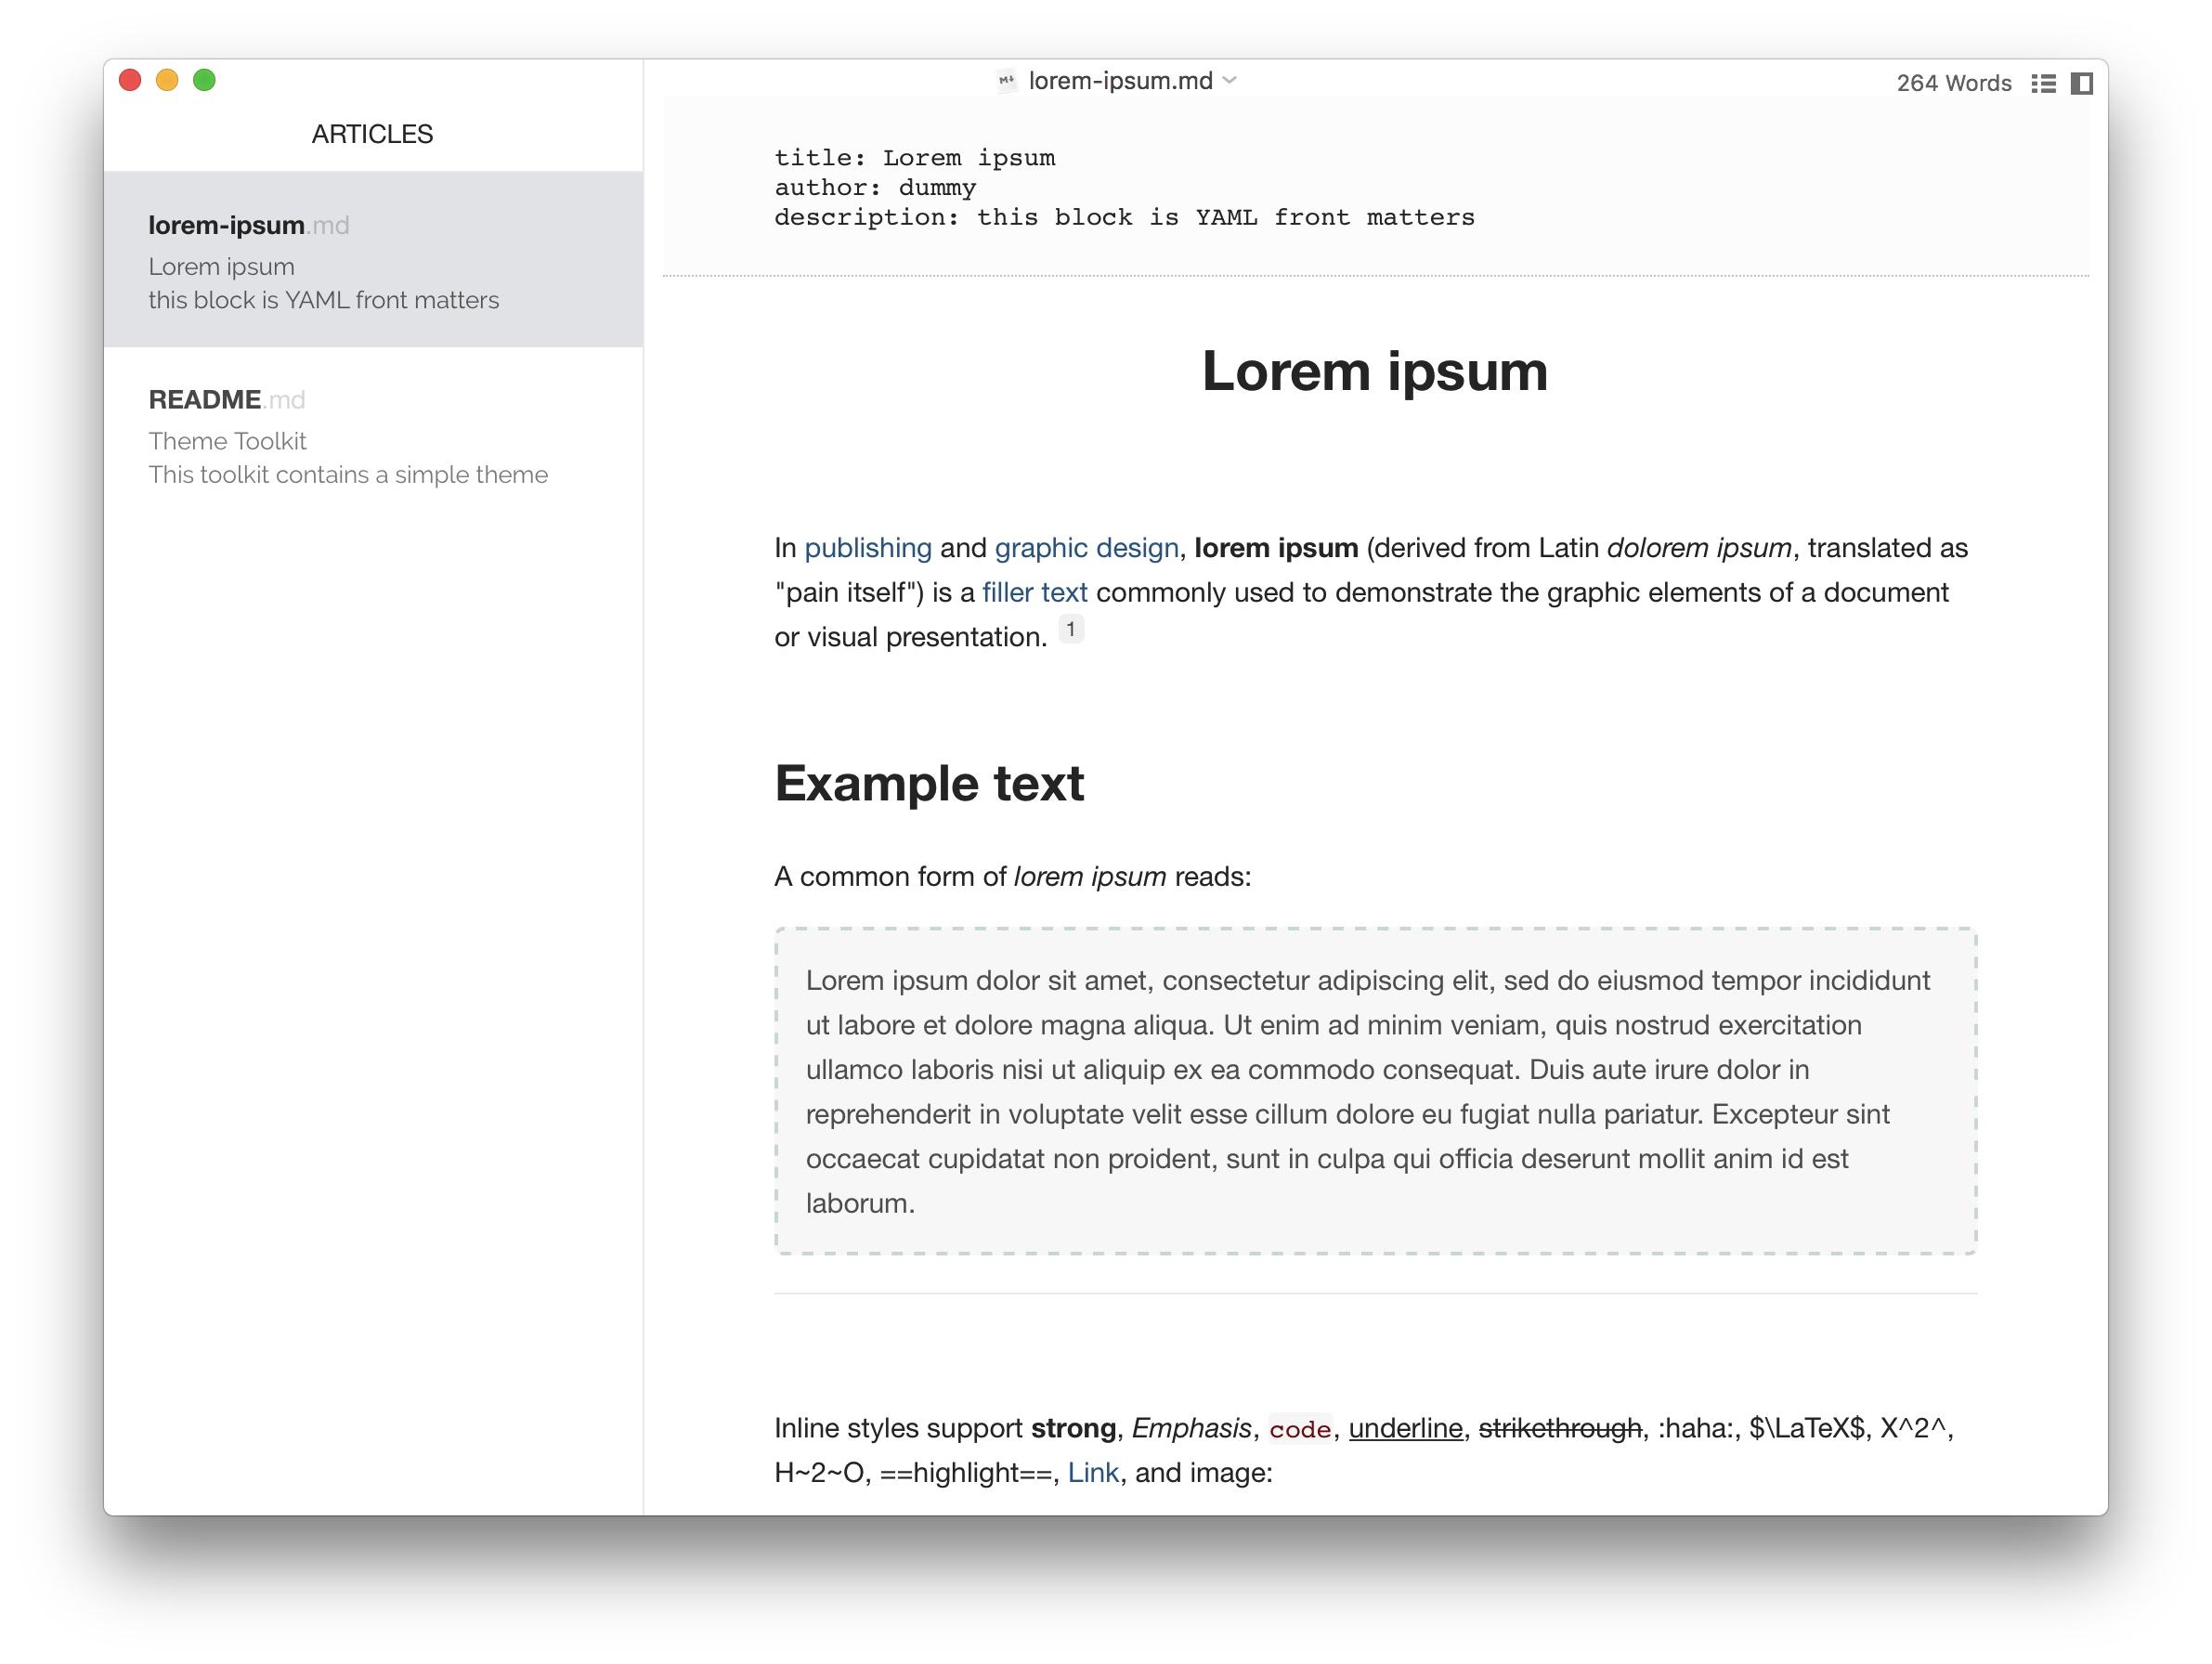 lorem-ipsum.md
264 Words
ARTICLES
lorem-ipsum.md
Lorem ipsum
this block is YAML front matters
README.md
Theme Toolkit
This toolkit contains a simple theme
title: Lorem ipsum
author: dummy
description: this block is YAML front matters
Lorem ipsum
In publishing and graphic design, lorem ipsum (derived from Latin dolorem ipsum, translated as
"pain itself") is a filler text commonly used to demonstrate the graphic elements of a document
or visual presentation. 1
Example text
A common form of lorem ipsum reads:
Lorem ipsum dolor sit amet, consectetur adipiscing elit, sed do eiusmod tempor incididunt
ut labore et dolore magna aliqua. Ut enim ad minim veniam, quis nostrud exercitation
ullamco laboris nisi ut aliquip ex ea commodo consequat. Duis aute irure dolor in
reprehenderit in voluptate velit esse cillum dolore eu fugiat nulla pariatur. Excepteur sint
occaecat cupidatat non proident, sunt in culpa qui officia deserunt mollit anim id est
laborum.
Inline styles support strong, Emphasis, code, underline, strikethrough, :haha:, $\LaTeX$, X^2^,
H~2~O, ==highlight==, Link, and image: